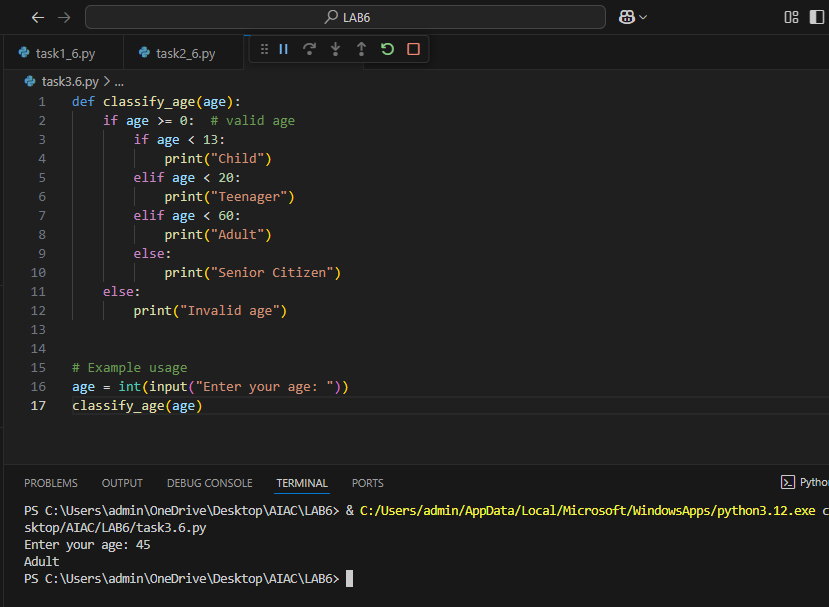 LAB6
task1_6.py
task2_6.py
task3.6.py > ...
1 def classify_age(age):
2     if age >= 0:  # valid age
3         if age < 13:
4             print("Child")
5         elif age < 20:
6             print("Teenager")
7         elif age < 60:
8             print("Adult")
9         else:
10             print("Senior Citizen")
11     else:
12         print("Invalid age")
13
14
15 # Example usage
16 age = int(input("Enter your age: "))
17 classify_age(age)
PROBLEMS OUTPUT DEBUG CONSOLE TERMINAL PORTS Pytho
PS C:\Users\admin\OneDrive\Desktop\AIAC\LAB6> & C:/Users/admin/AppData/Local/Microsoft/WindowsApps/python3.12.exe c
sktop/AIAC/LAB6/task3.6.py
Enter your age: 45
Adult
PS C:\Users\admin\OneDrive\Desktop\AIAC\LAB6>